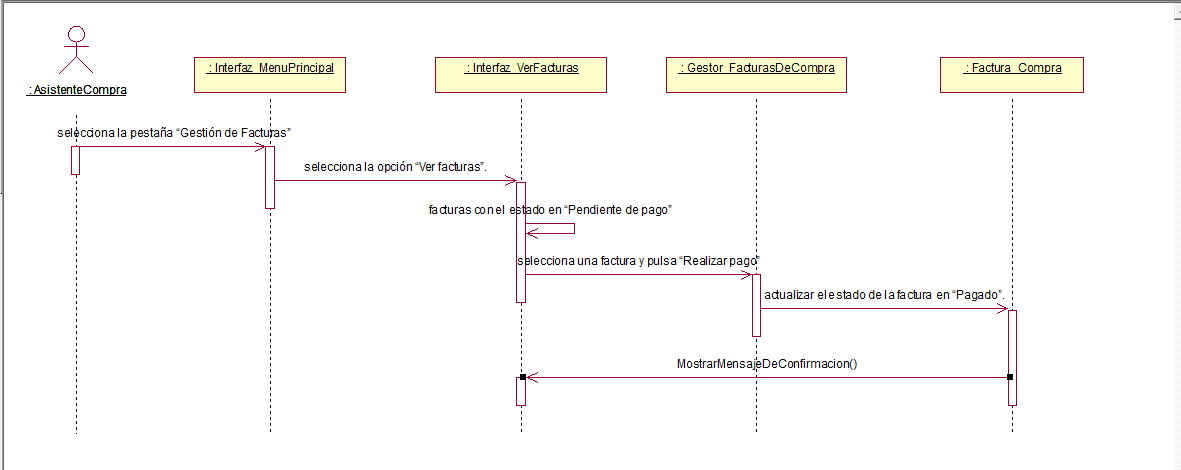 : Interfaz_MenuPrincipal
: Interfaz_VerFacturas
: Gestor_FacturasDeCompra
: Factura_Compra
: AsistenteCompra
selecciona la pestaña “Gestión de Facturas”
selecciona la opción “Ver facturas”.
facturas con el estado en “Pendiente de pago”
selecciona una factura y pulsa “Realizar pago”
actualizar el estado de la factura en “Pagado”.
MostrarMensajeDeConfirmacion()